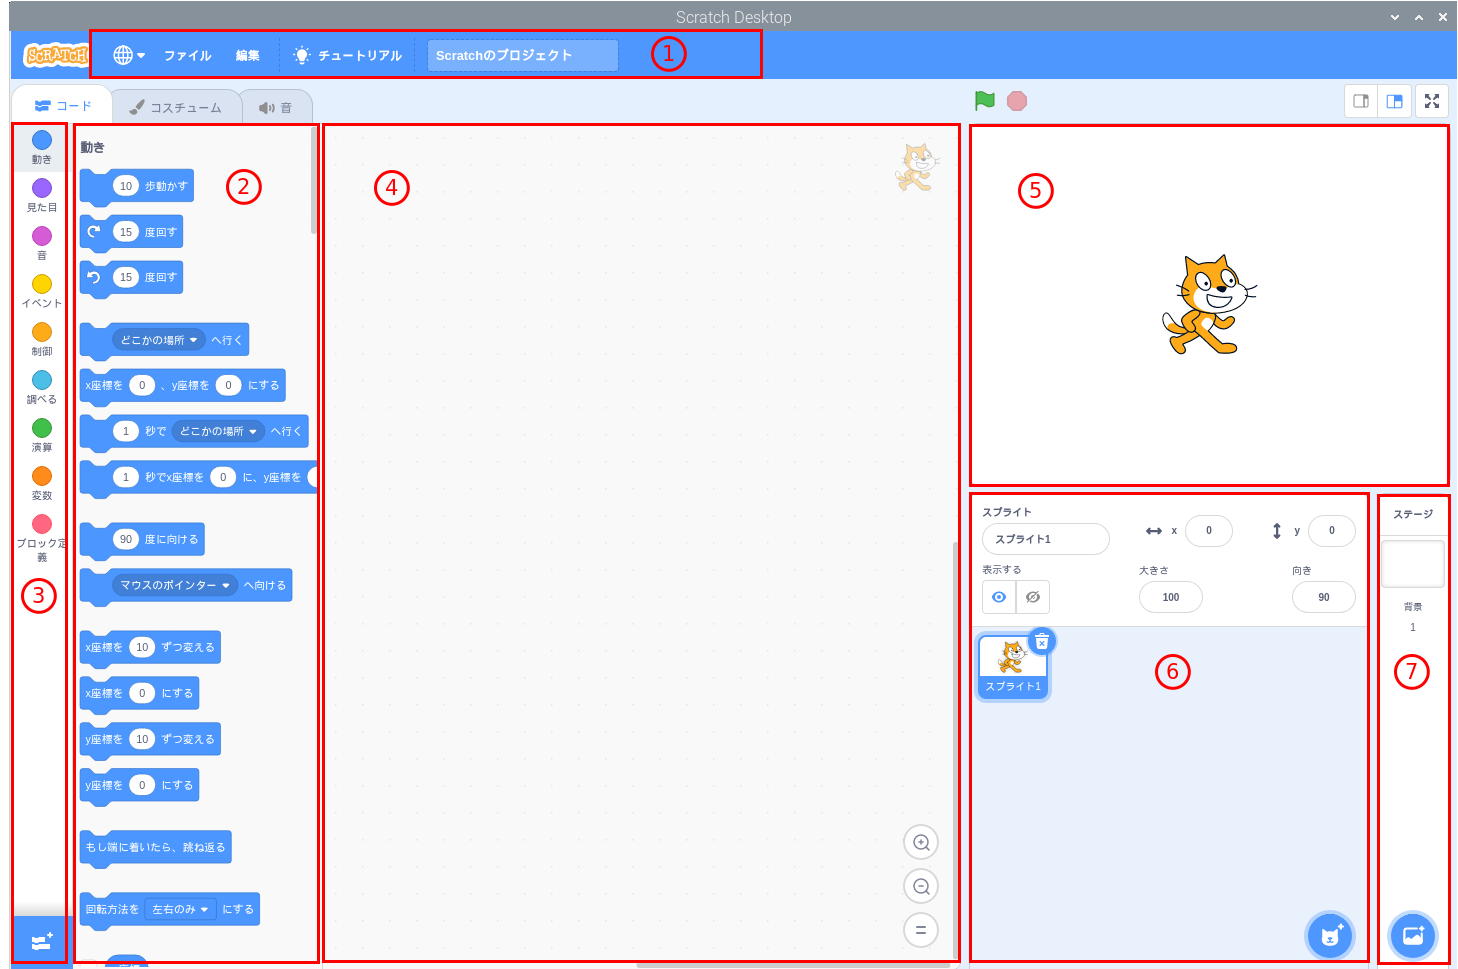 Scratch Desktop
SCRATCH ファイル 編集 チュートリアル Scratchのプロジェクト 1
コード コスチューム 音
動き
見た目
音
イベント
制御
調べる
演算
変数
ブロック定
義
3
動き
2
10 歩動かす
15 度回す
15 度回す
どこかの場所 へ行く
x座標を 0 、y座標を 0 にする
1 秒で どこかの場所 へ行く
1 秒でx座標を 0 に、y座標を
90 度に向ける
マウスのポインター へ向ける
x座標を 10 ずつ変える
x座標を 0 にする
y座標を 10 ずつ変える
y座標を 0 にする
もし端に着いたら、跳ね返る
回転方法を 左右のみ にする
4
5
スプライト
スプライト1 x 0 y 0
表示する 大きさ 向き
100 90
スプライト1
6
ステージ
背景
1
7